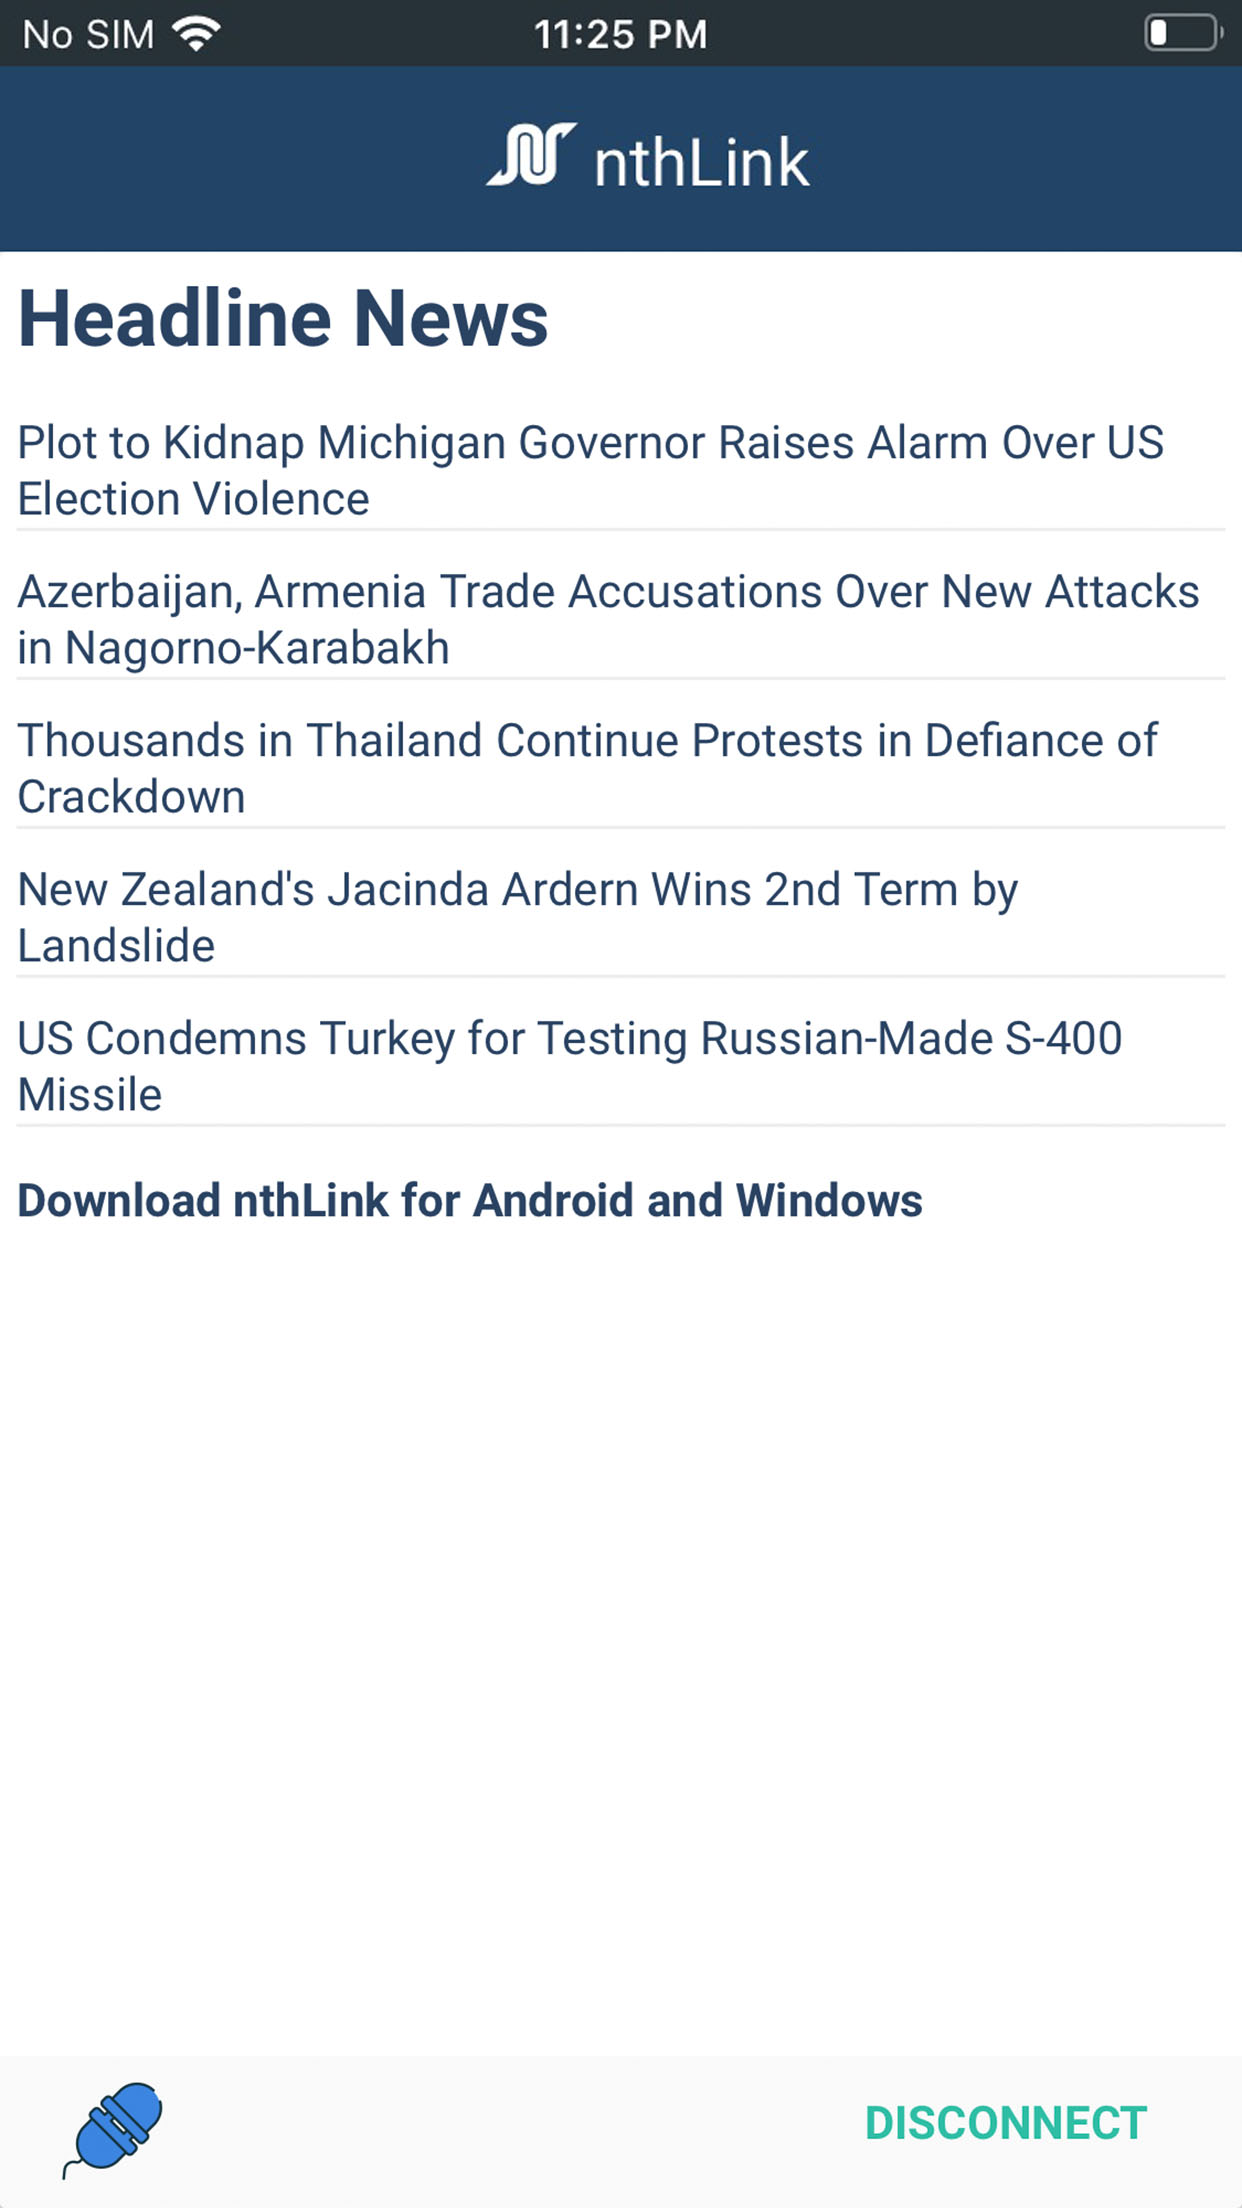 No SIM 11:25 PM
nthLink
Headline News
Plot to Kidnap Michigan Governor Raises Alarm Over US
Election Violence
Azerbaijan, Armenia Trade Accusations Over New Attacks
in Nagorno-Karabakh
Thousands in Thailand Continue Protests in Defiance of
Crackdown
New Zealand's Jacinda Ardern Wins 2nd Term by
Landslide
US Condemns Turkey for Testing Russian-Made S-400
Missile
Download nthLink for Android and Windows
DISCONNECT